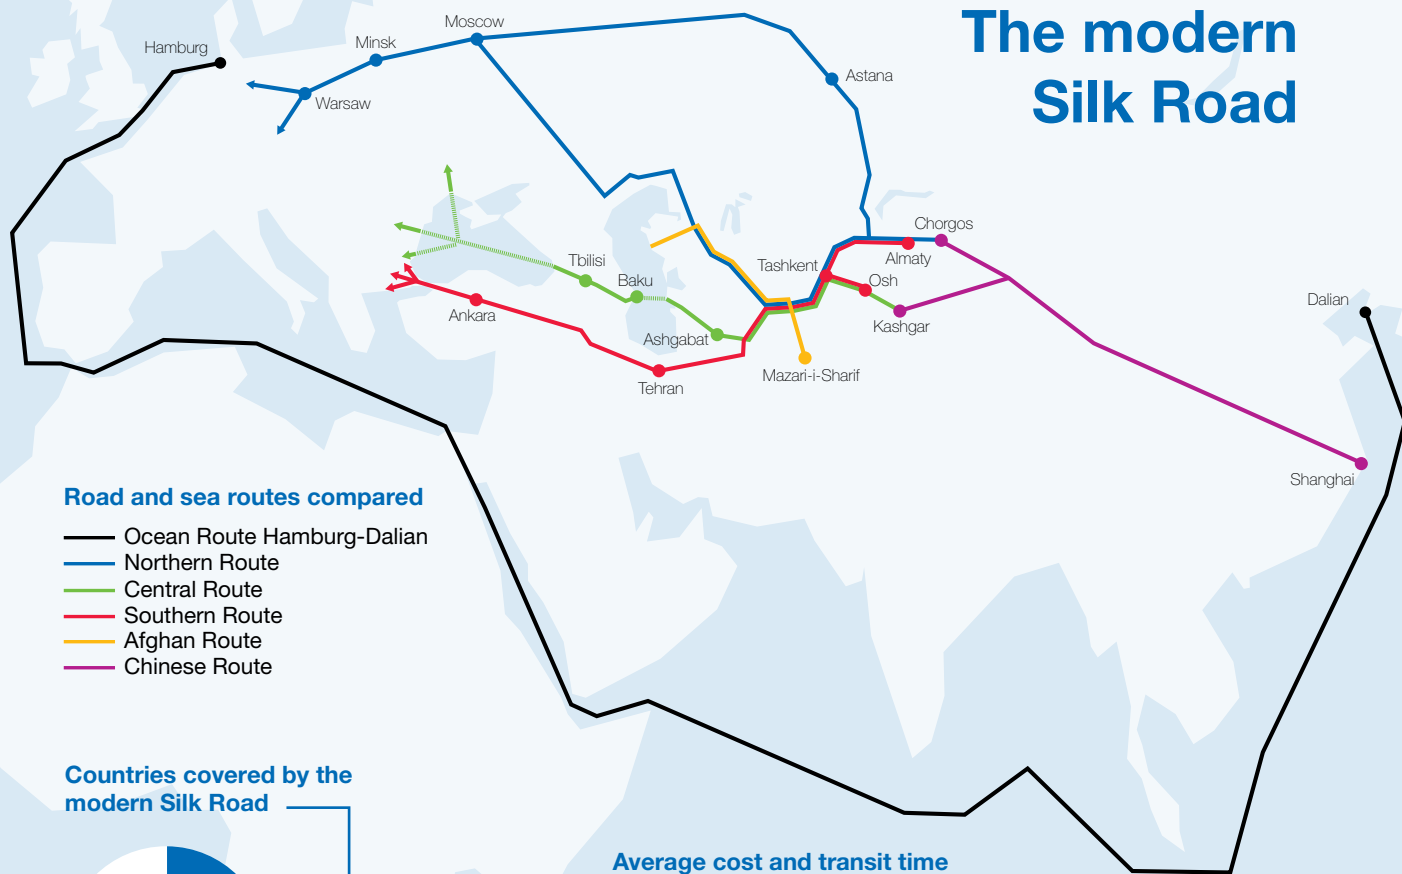 The modern
Silk Road
Moscow
Hamburg
Minsk
Astana
Warsaw
Chorgos
Tbilisi
Tashkent
Almaty
Baku
Osh
Dalian
Ankara
Kashgar
Ashgabat
Mazari-i-Sharif
Tehran
Shanghai
Road and sea routes compared
Ocean Route Hamburg-Dalian
Northern Route
Central Route
Southern Route
Afghan Route
Chinese Route
Countries covered by the
modern Silk Road
Average cost and transit time